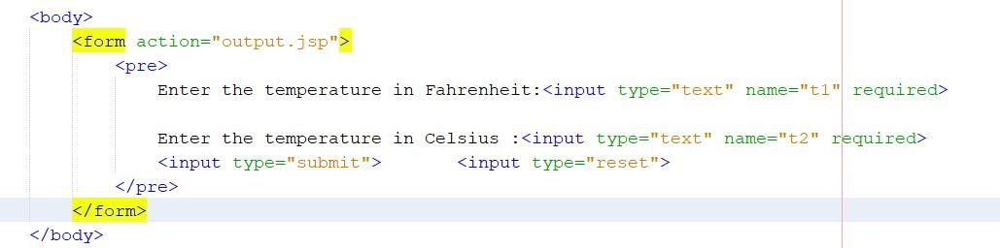 <body>
<form action="output.jsp">
<pre>
Enter the temperature in Fahrenheit:<input type="text" name="t1" required>
Enter the temperature in Celsius :<input type="text" name="t2" required>
<input type="submit"> <input type="reset">
</pre>
</form>
</body>